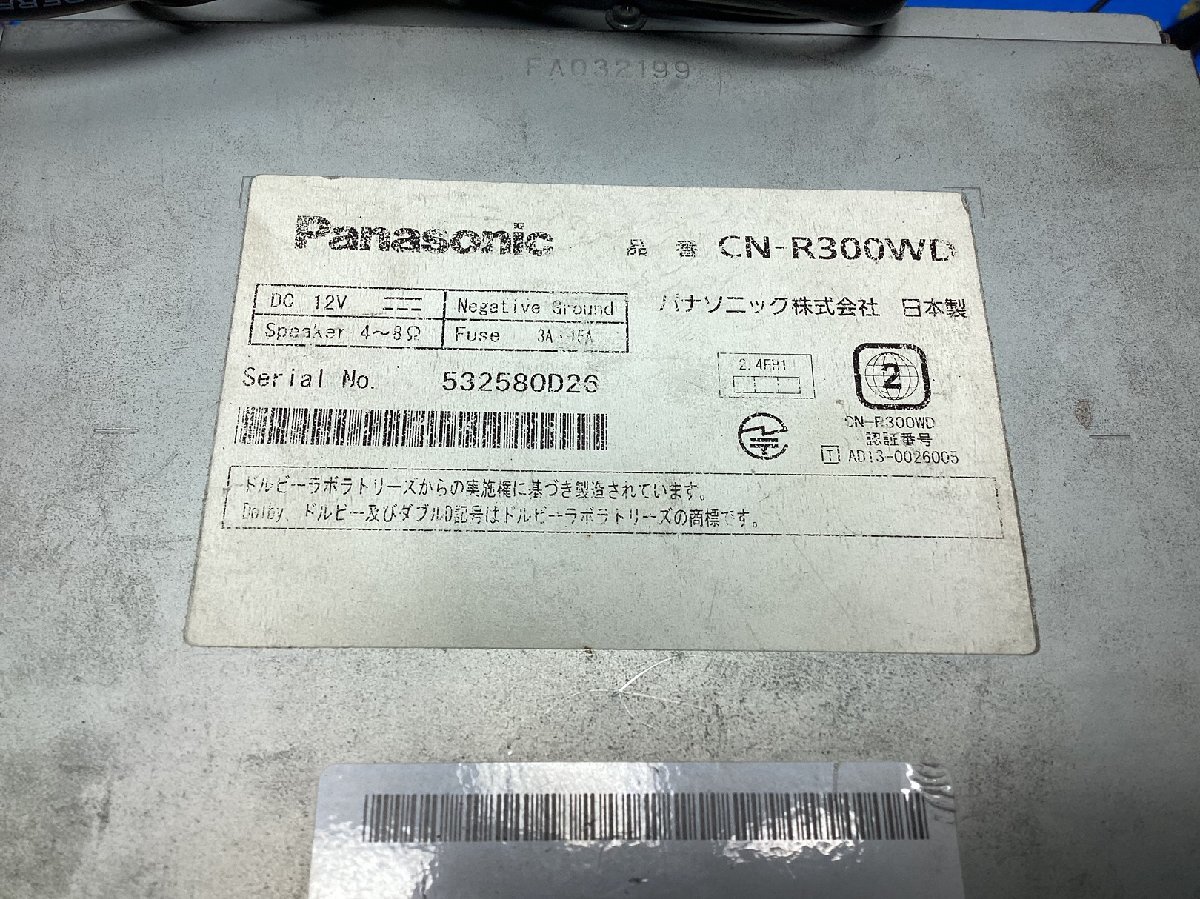 FA032199
Panasonic 品番 CN-R300WD
DC 12V Negative Ground
パナソニック株式会社 日本製
Speaker 4～8Ω Fuse 3A･15A
Serial No. 532580D26
2.4FH1
2
CN-R300WD
認証番号
T AD13-0026005
ドルビーラボラトリーズからの実施権に基づき製造されています。
Dolby、ドルビー及びダブルD記号はドルビーラボラトリーズの商標です。